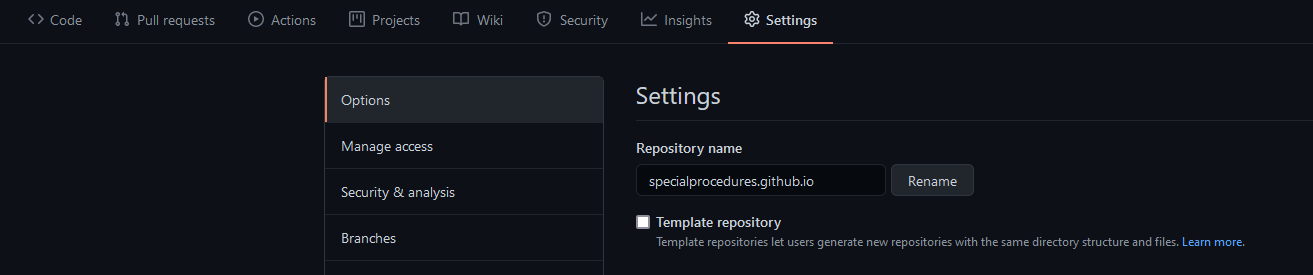 Code Pull requests Actions Projects Wiki Security Insights Settings
Options
Manage access
Security & analysis
Branches
Settings
Repository name
specialprocedures.github.io Rename
Template repository
Template repositories let users generate new repositories with the same directory structure and files. Learn more.